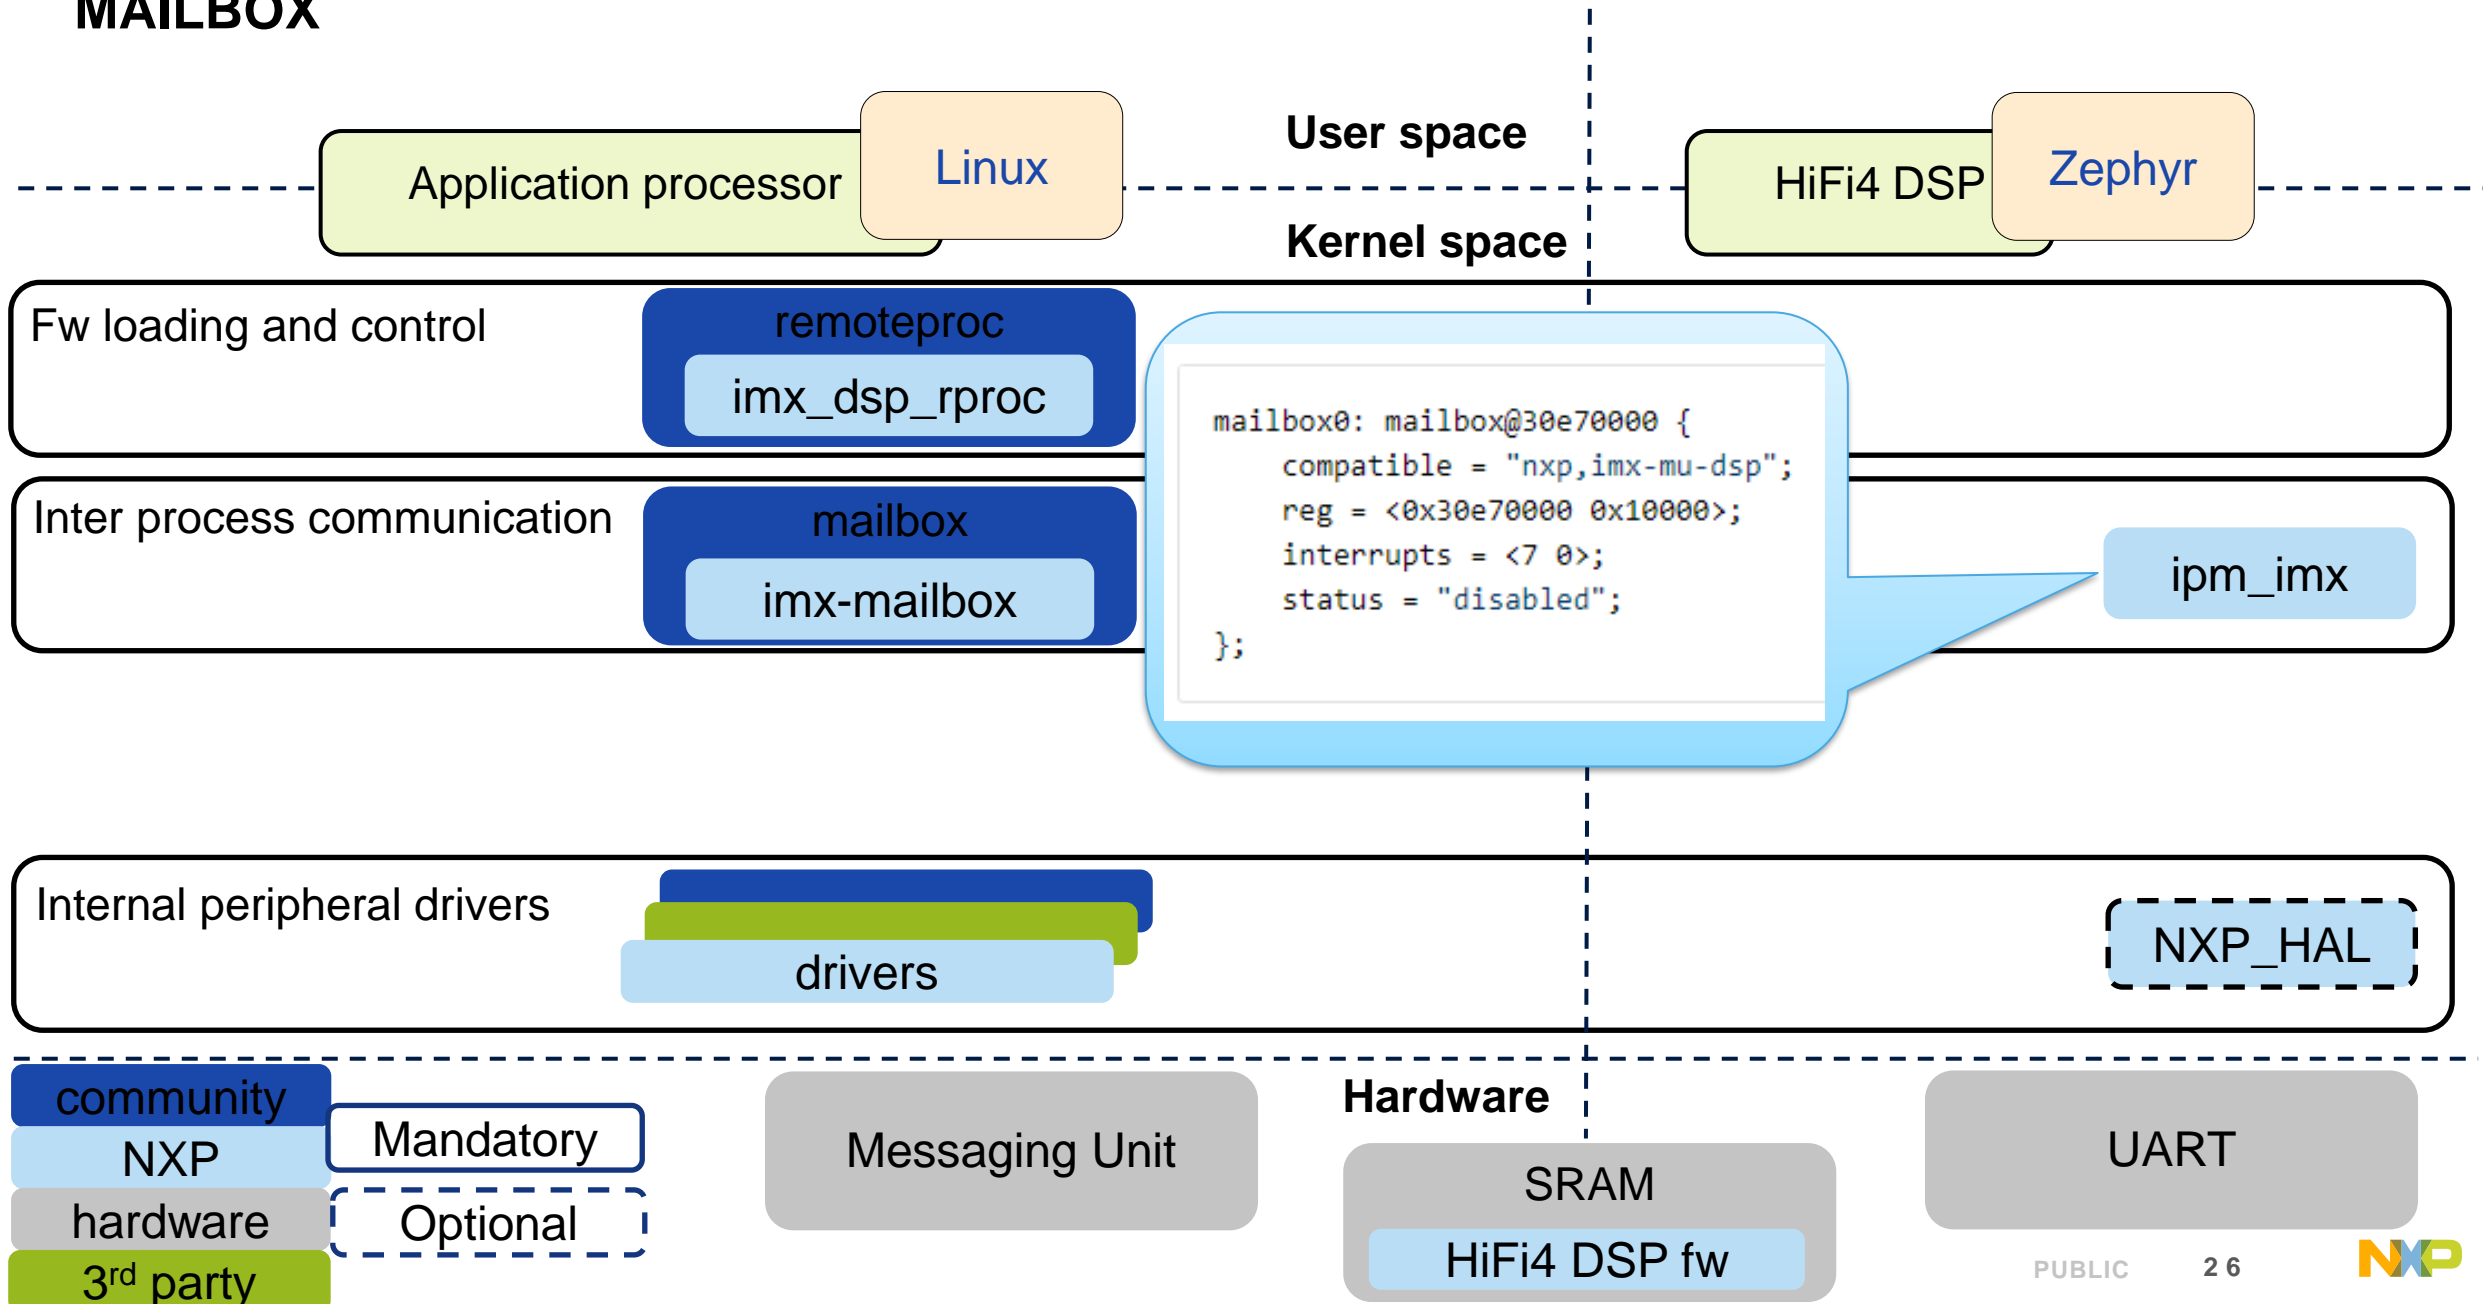 MAILBOX
Application processor
Linux
User space
HiFi4 DSP
Zephyr
Kernel space
Fw loading and control
remoteproc
imx_dsp_rproc
mailbox0: mailbox@30e70000 {
compatible = "nxp,imx-mu-dsp";
reg = <0x30e70000 0x10000>;
interrupts = <7 0>;
status = "disabled";
};
Inter process communication
mailbox
imx-mailbox
ipm_imx
Internal peripheral drivers
drivers
NXP_HAL
community
NXP
hardware
3rd party
Mandatory
Optional
Messaging Unit
Hardware
SRAM
HiFi4 DSP fw
UART
PUBLIC
26
NXP